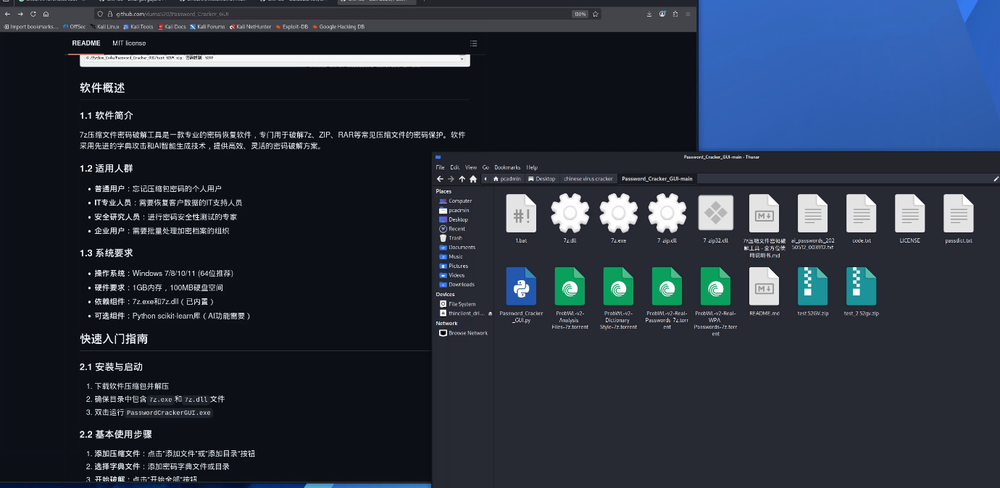 github.com/duma520/Password_Cracker_GUI
130%
Import bookmarks...
OffSec
Kali Linux
Kali Tools
Kali Docs
Kali Forums
Kali NetHunter
Exploit-DB
Google Hacking DB
README
MIT license
软件概述
1.1 软件简介
7z压缩文件密码破解工具是一款专业的密码恢复软件，专门用于破解7z、ZIP、RAR等常见压缩文件的密码保护。软件
采用先进的字典攻击和AI智能生成技术，提供高效、灵活的密码破解方案。
1.2 适用人群
• 普通用户：忘记压缩包密码的个人用户
• IT专业人员：需要恢复客户数据的IT支持人员
• 安全研究人员：进行密码安全性测试的专家
• 企业用户：需要批量处理加密档案的组织
1.3 系统要求
• 操作系统：Windows 7/8/10/11 (64位推荐)
• 硬件要求：1GB内存，100MB硬盘空间
• 依赖组件：7z.exe和7z.dll（已内置）
• 可选组件：Python scikit-learn库（AI功能需要）
快速入门指南
2.1 安装与启动
1. 下载软件压缩包并解压
2. 确保目录中包含 7z.exe 和 7z.dll 文件
3. 双击运行 PasswordCrackerGUI.exe
2.2 基本使用步骤
1. 添加压缩文件：点击"添加文件"或"添加目录"按钮
2. 选择字典文件：添加密码字典文件或目录
3. 开始破解：点击"开始全部"按钮
Password_Cracker_GUI-main - Thunar
File Edit View Go Bookmarks Help
pcadmin
Desktop
chinese virus cracker
Password_Cracker_GUI-main
Places
Computer
pcadmin
Desktop
Recent
Trash
Documents
Music
Pictures
Videos
Downloads
Devices
File System
thinclient_dri...
Network
Browse Network
#!
1.bat
7z.dll
7z.exe
7-zip.dll
7-zip32.dll
M
7z压缩文件密码破
解工具 - 全方位使
用说明书.md
ai_passwords_202
50512_003912.txt
code.txt
LICENSE
passdict.txt
Password_Cracker
_GUI.py
ProbWL-v2-
Analysis
Files-7z.torrent
ProbWL-v2-
Dictionary
Style-7z.torrent
ProbWL-v2-Real-
Passwords-7z.torr
ent
ProbWL-v2-Real-
WPA
Passwords-7z.torr
ent
M
README.md
test 52GV.zip
test_2 52gv.zip